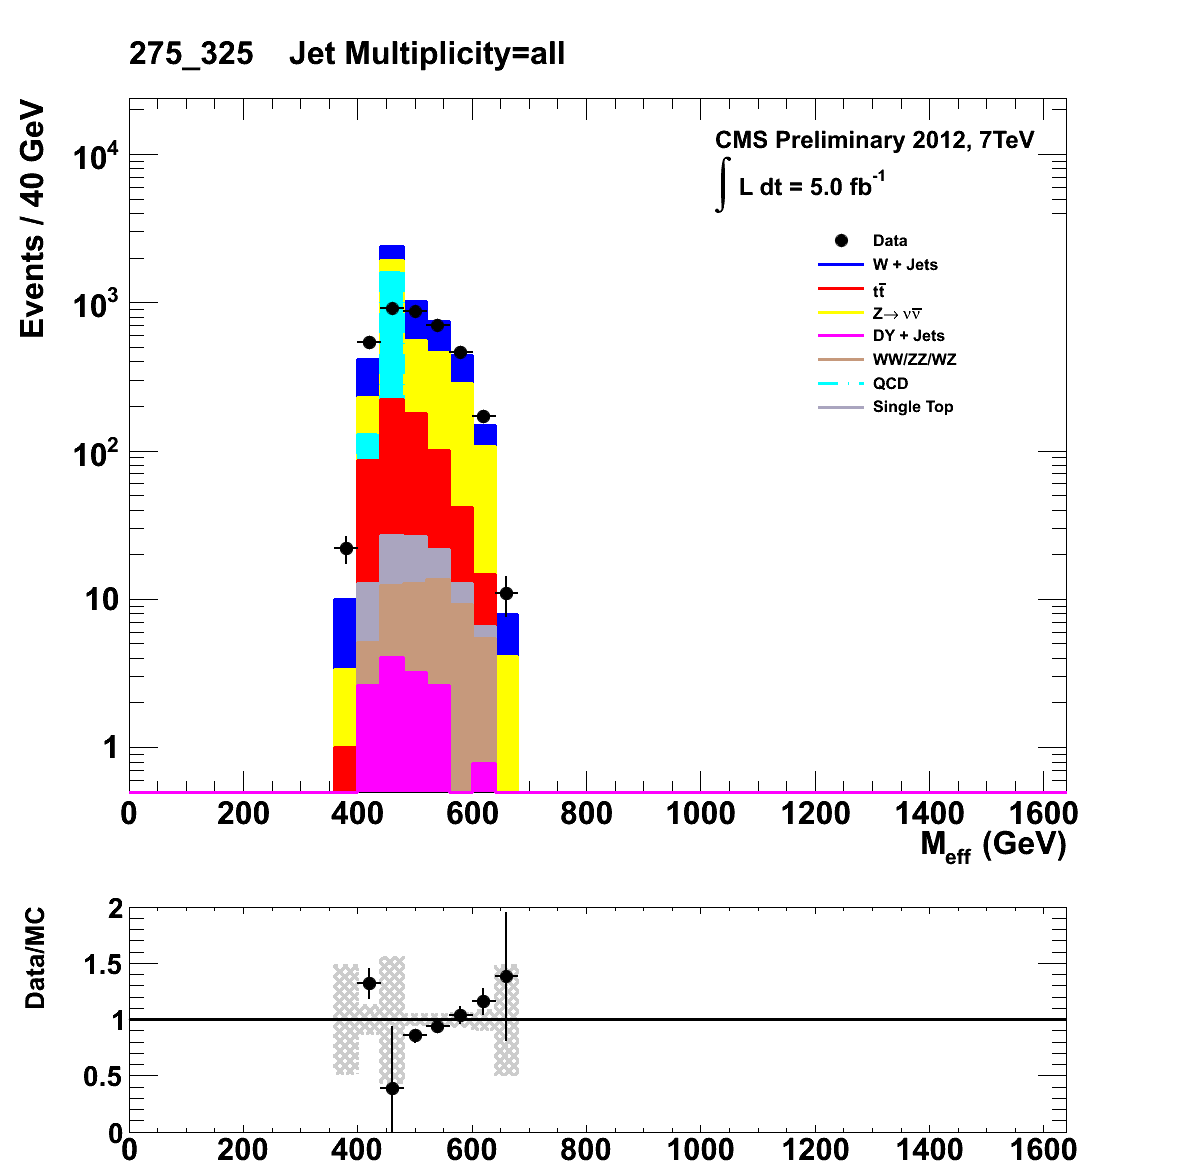 275_325 Jet Multiplicity=all
Events / 40 GeV
10⁴
10³
10²
10
1
CMS Preliminary 2012, 7TeV
∫ L dt = 5.0 fb⁻¹
Data
W + Jets
tt̅
Z→ νν̅
DY + Jets
WW/ZZ/WZ
QCD
Single Top
0 200 400 600 800 1000 1200 1400 1600
M_eff (GeV)
Data/MC
2
1.5
1
0.5
0
0 200 400 600 800 1000 1200 1400 1600